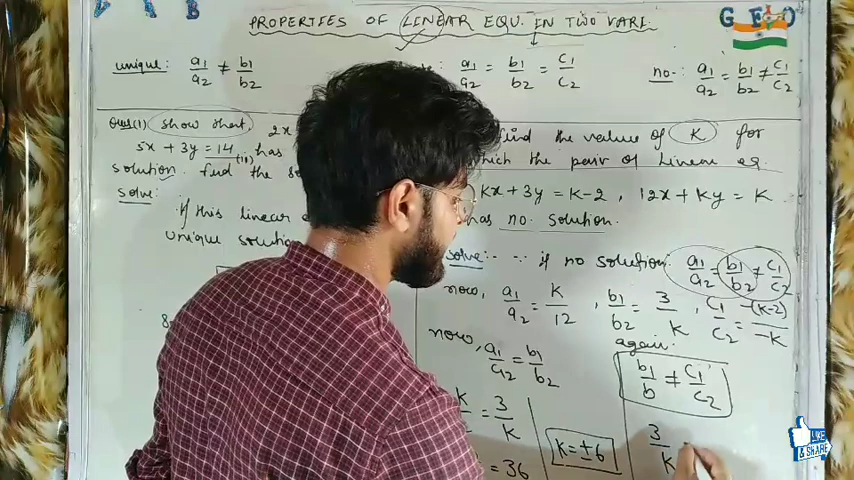 PROPERTIES OF LINEAR EQU. IN TWO VARI.
unique: a1/a2 ≠ b1/b2
a1/a2 = b1/b2 = c1/c2
no-: a1/a2 = b1/b2 ≠ c1/c2
Ques(1) show that, 2x
5x + 3y = 14 (ii) has
solution. find the
solve:
if this linear
unique
find the value of K for
which the pair of linear eq.
Kx + 3y = K-2 , 12x + Ky = K
has no solution.
solve:- ∵ if no solution: a1/a2 = b1/b2 ≠ c1/c2
now, a1/a2 = K/12 , b1/b2 = 3/K , c1/c2 = -(K-2)/-K
now, a1/a2 = b1/b2
= 3/K
= 36
K = ±6
again:
b1/b ≠ c1/c2
3/K
LIKE
& SHARE